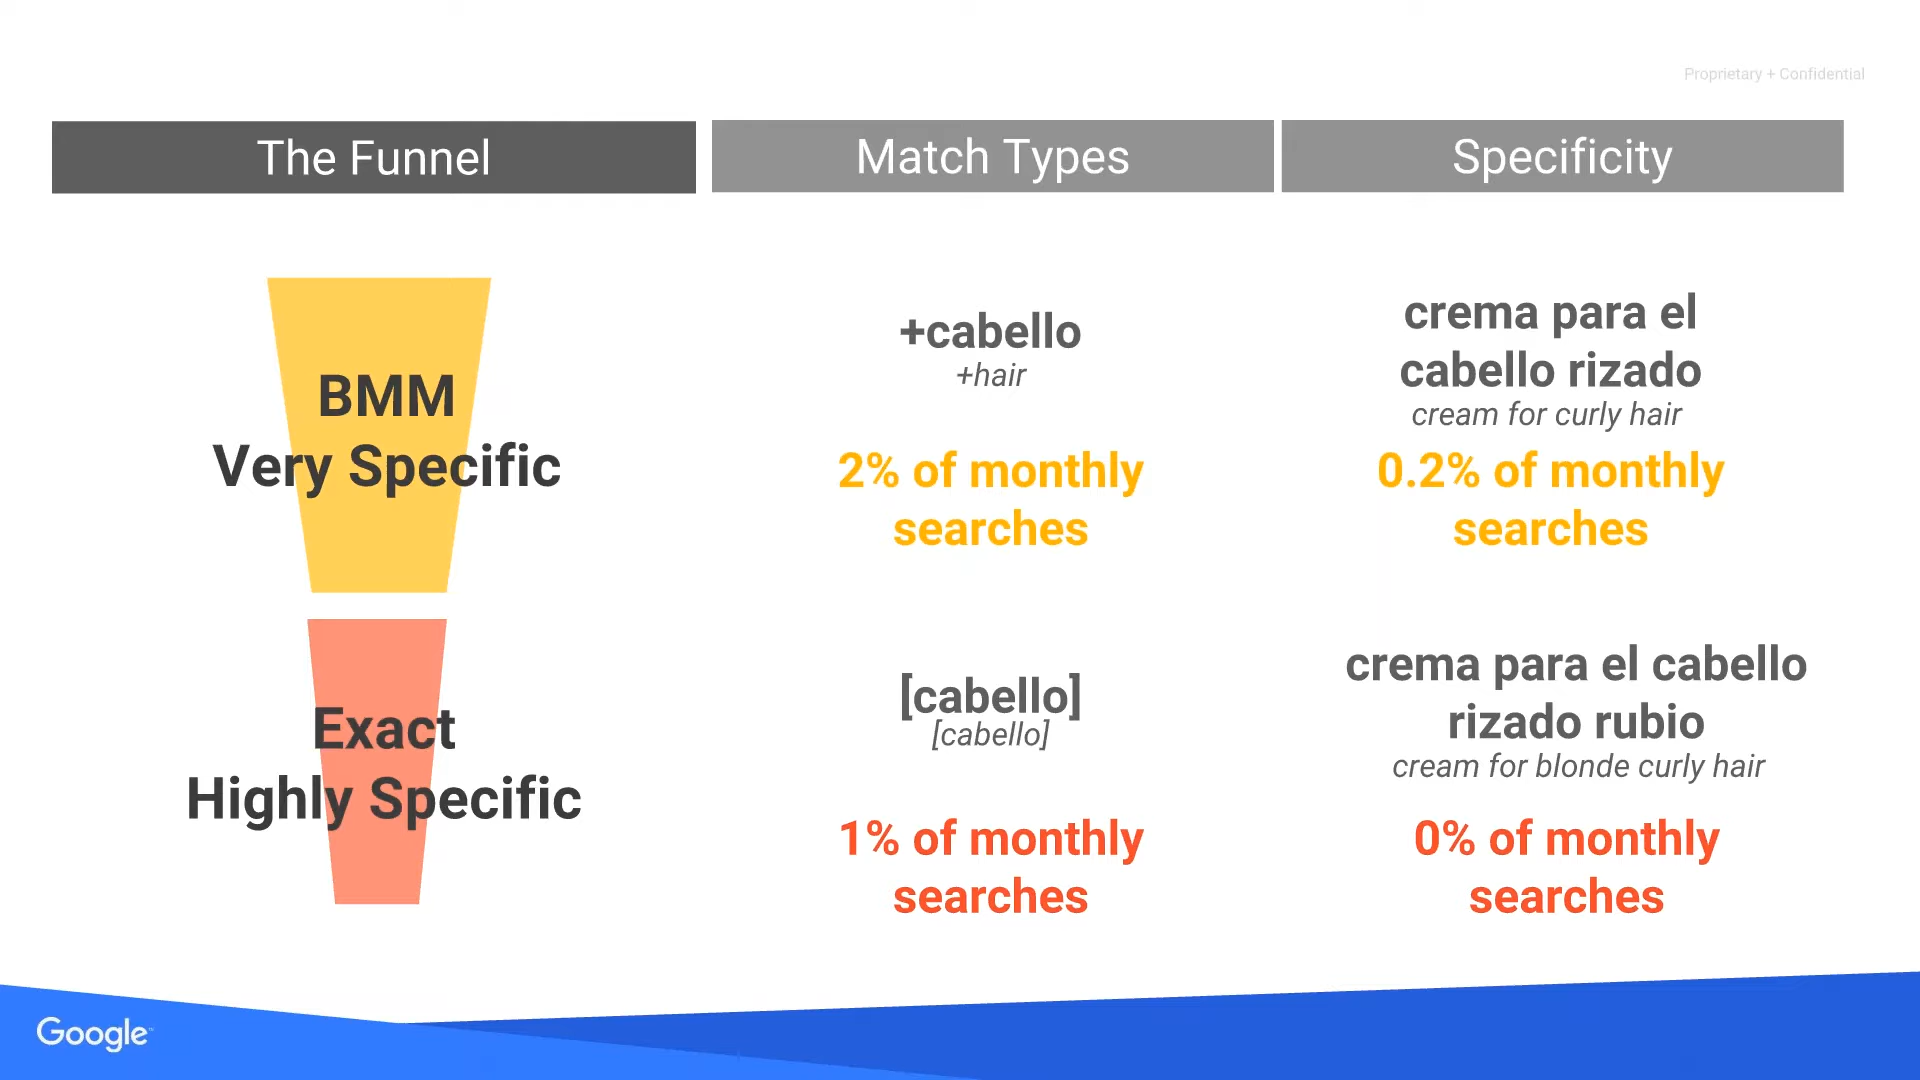 Proprietary + Confidential
The Funnel
Match Types
Specificity
BMM
Very Specific
+cabello
+hair
2% of monthly
searches
crema para el
cabello rizado
cream for curly hair
0.2% of monthly
searches
Exact
Highly Specific
[cabello]
[cabello]
1% of monthly
searches
crema para el cabello
rizado rubio
cream for blonde curly hair
0% of monthly
searches
Google